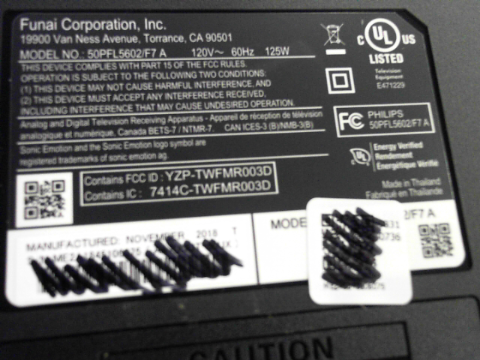 Funai Corporation, Inc.
19900 Van Ness Avenue, Torrance, CA 90501
MODEL NO.: 50PFL5602/F7 A 120V~ 60Hz 125W
THIS DEVICE COMPLIES WITH PART 15 OF THE FCC RULES.
OPERATION IS SUBJECT TO THE FOLLOWING TWO CONDITIONS:
(1) THIS DEVICE MAY NOT CAUSE HARMFUL INTERFERENCE, AND
(2) THIS DEVICE MUST ACCEPT ANY INTERFERENCE RECEIVED,
INCLUDING INTERFERENCE THAT MAY CAUSE UNDESIRED OPERATION.
Analog and Digital Television Receiving Apparatus - Appareil de réception de télévision
analogique et numérique, Canada BETS-7 / NTMR-7. CAN ICES-3 (B)/NMB-3(B)
Sonic Emotion and the Sonic Emotion logo symbol are
registered trademarks of sonic emotion ag.
Contains FCC ID : YZP-TWFMR003D
Contains IC : 7414C-TWFMR003D
C UL US
LISTED
Television
Equipment
E471229
FC PHILIPS
50PFL5602/F7 A
UL Energy Verified
Rendement
Énergétique Vérifié
Made in Thailand
Fabriqué en Thaïlande
MANUFACTURED: NOVEMBER 2018 T
MODE
/F7 A
CAUTION